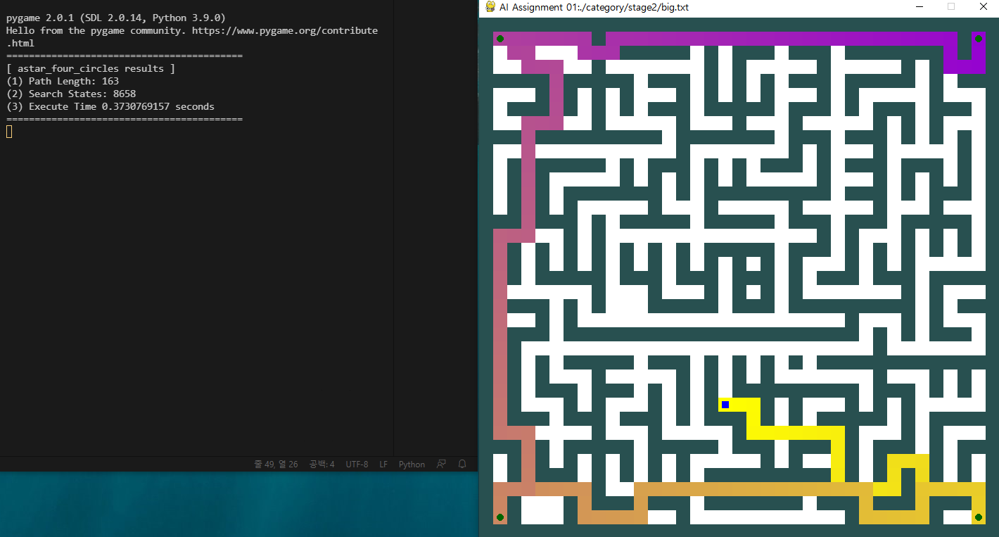 pygame 2.0.1 (SDL 2.0.14, Python 3.9.0)
Hello from the pygame community. https://www.pygame.org/contribute
.html
==========================================
[ astar_four_circles results ]
(1) Path Length: 163
(2) Search States: 8658
(3) Execute Time 0.3730769157 seconds
==========================================
줄 49, 열 26 공백: 4 UTF-8 LF Python
AI Assignment 01:./category/stage2/big.txt